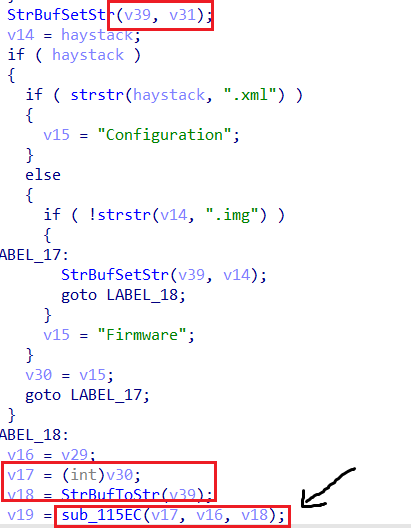 StrBufSetStr(v39, v31);
v14 = haystack;
if ( haystack )
{
if ( strstr(haystack, ".xml") )
{
v15 = "Configuration";
}
else
{
if ( !strstr(v14, ".img") )
{
ABEL_17:
StrBufSetStr(v39, v14);
goto LABEL_18;
}
v15 = "Firmware";
}
v30 = v15;
goto LABEL_17;
}
ABEL_18:
v16 = v29;
v17 = (int)v30;
v18 = StrBufToStr(v39);
v19 = sub_115EC(v17, v16, v18);